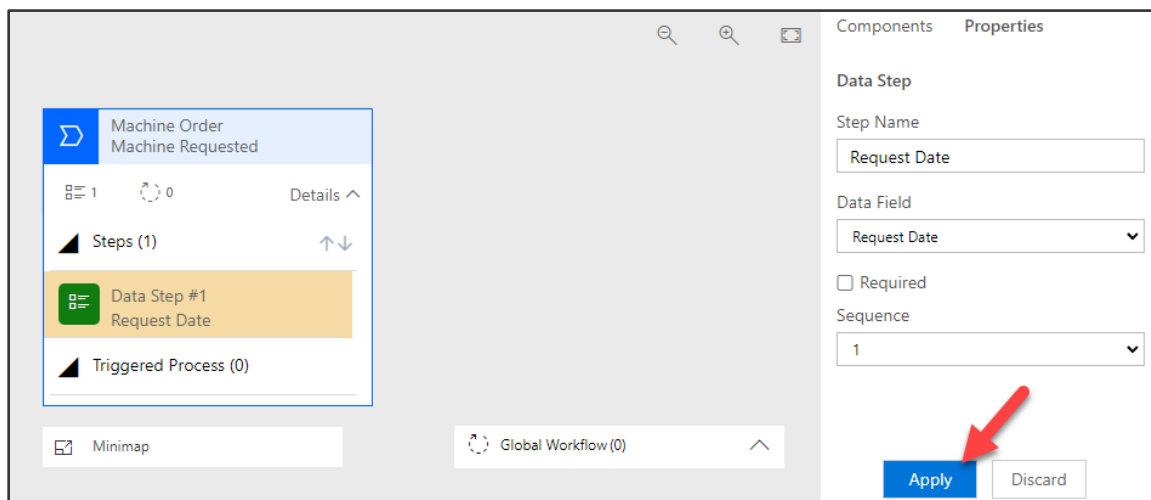 Components Properties
Machine Order
Machine Requested
1 0 Details
Steps (1)
Data Step #1
Request Date
Triggered Process (0)
Minimap
Global Workflow (0)
Data Step
Step Name
Request Date
Data Field
Request Date
Required
Sequence
1
Apply Discard